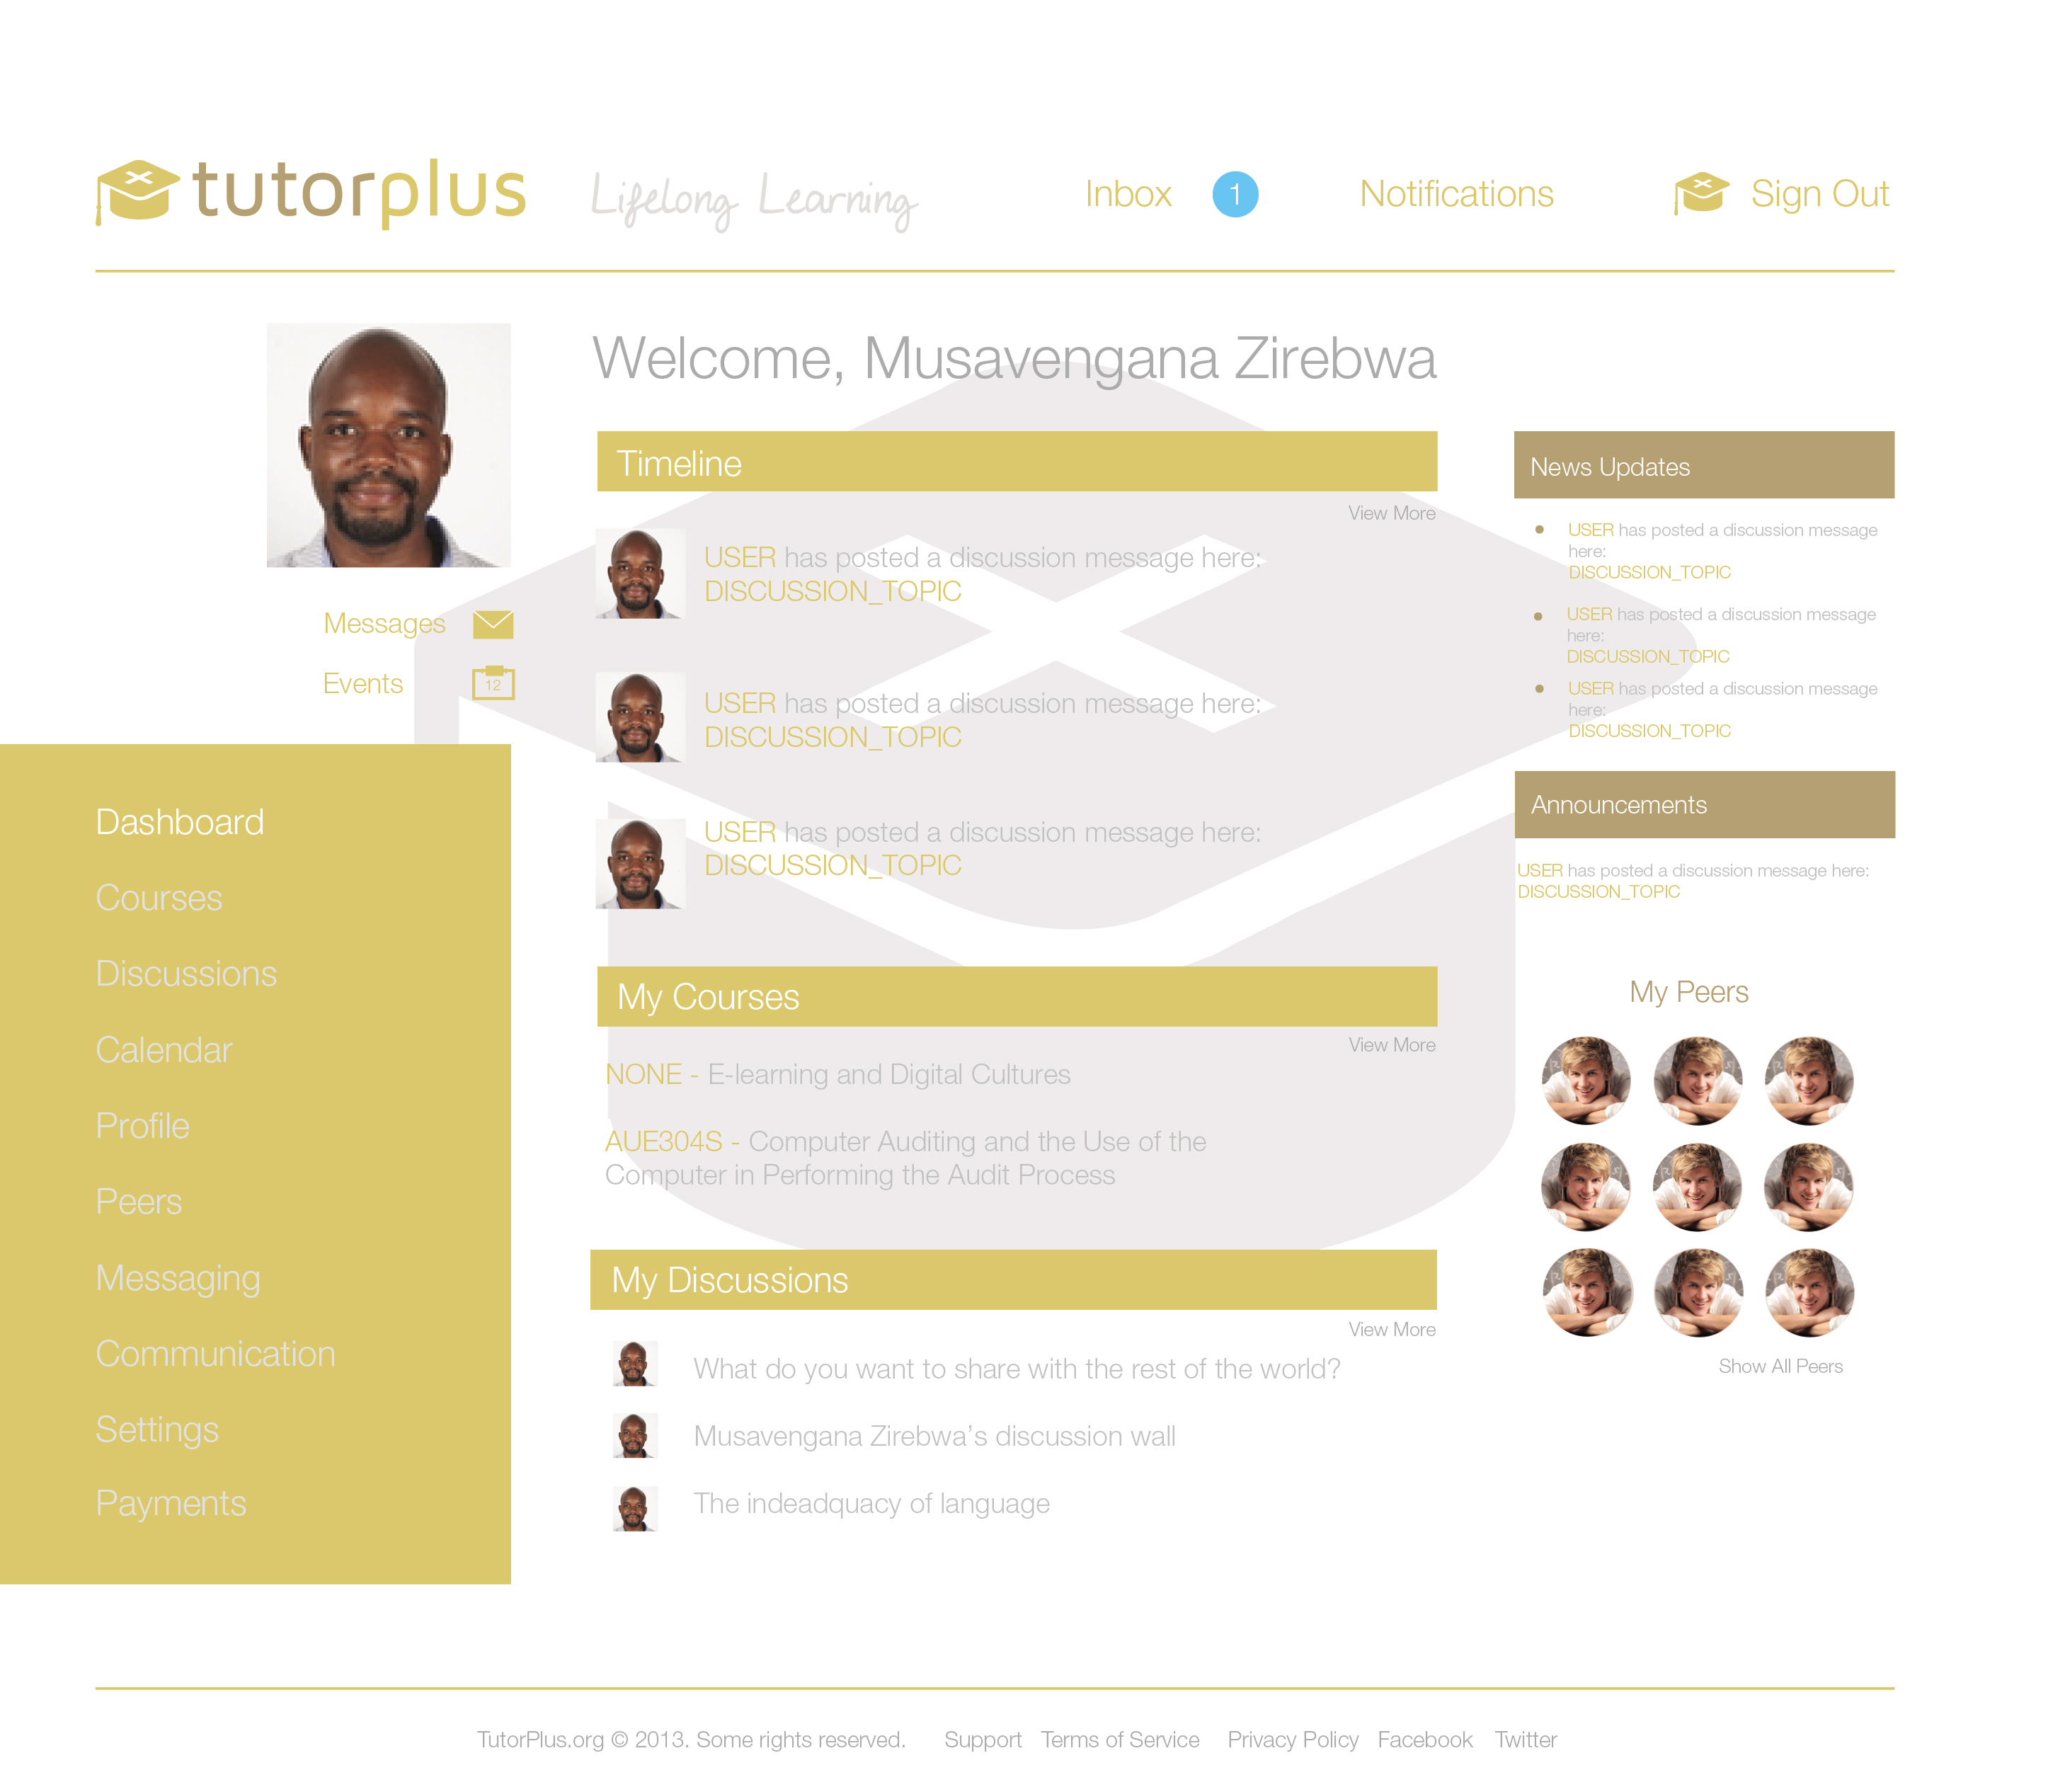 tutorplus
Lifelong Learning
Inbox 1
Notifications
Sign Out
Welcome, Musavengana Zirebwa
Messages
Events 12
Dashboard
Courses
Discussions
Calendar
Profile
Peers
Messaging
Communication
Settings
Payments
Timeline
View More
USER has posted a discussion message here:
DISCUSSION_TOPIC
USER has posted a discussion message here:
DISCUSSION_TOPIC
USER has posted a discussion message here:
DISCUSSION_TOPIC
My Courses
View More
NONE - E-learning and Digital Cultures
AUE304S - Computer Auditing and the Use of the
Computer in Performing the Audit Process
My Discussions
View More
What do you want to share with the rest of the world?
Musavengana Zirebwa’s discussion wall
The indeadquacy of language
News Updates
USER has posted a discussion message
here:
DISCUSSION_TOPIC
USER has posted a discussion message
here:
DISCUSSION_TOPIC
USER has posted a discussion message
here:
DISCUSSION_TOPIC
Announcements
USER has posted a discussion message here:
DISCUSSION_TOPIC
My Peers
Show All Peers
TutorPlus.org © 2013. Some rights reserved. Support Terms of Service Privacy Policy Facebook Twitter